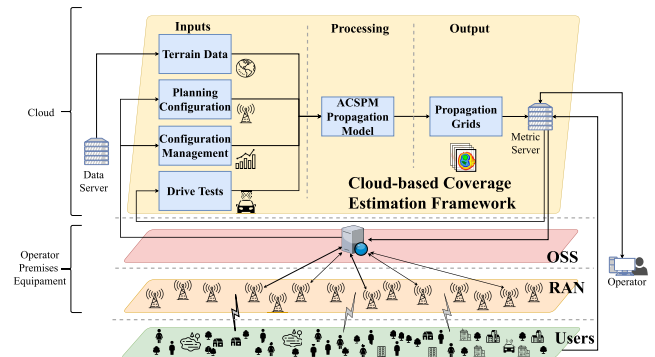 Inputs
Processing
Output
Terrain Data
Planning
Configuration
Configuration
Management
Drive Tests
ACSPM
Propagation
Model
Propagation
Grids
Metric
Server
Cloud
Data
Server
Cloud-based Coverage
Estimation Framework
Operator
Premises
Equipament
OSS
RAN
Users
Operator